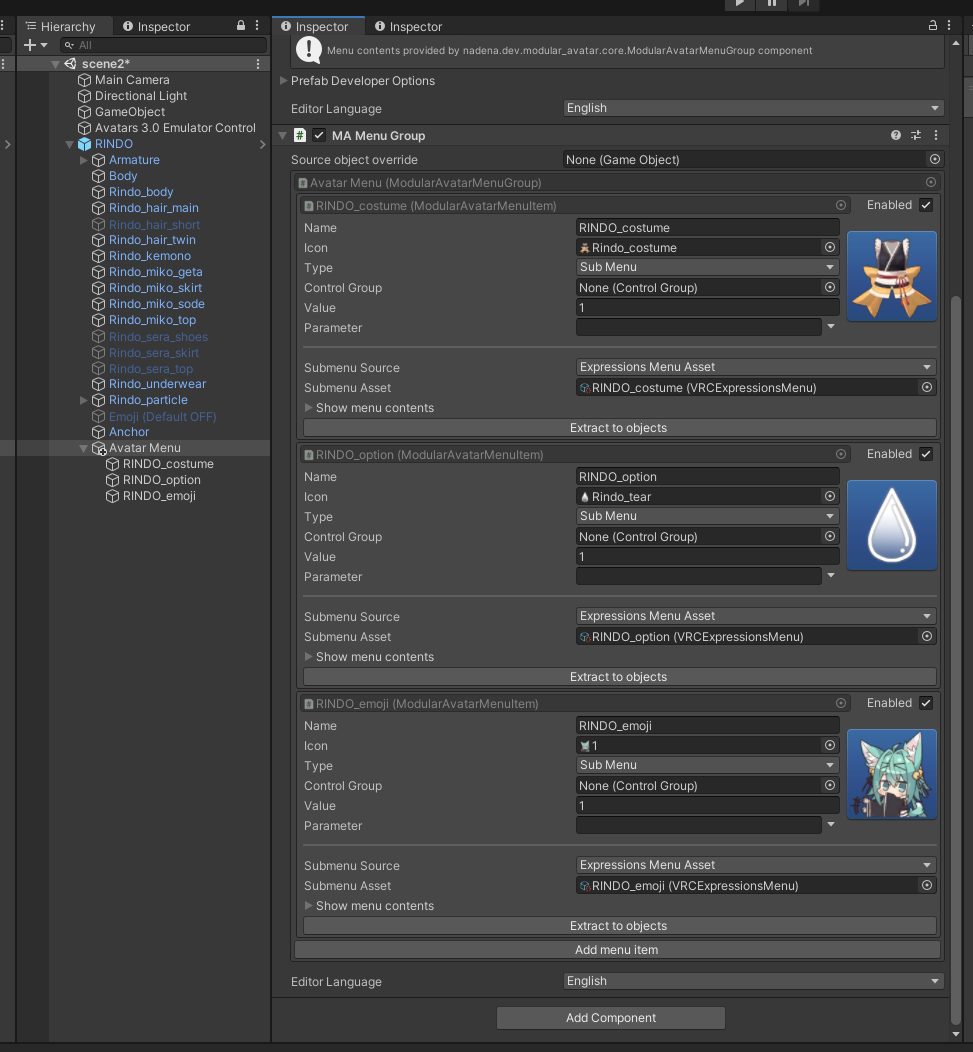 Hierarchy
Inspector
All
scene2*
Main Camera
Directional Light
GameObject
Avatars 3.0 Emulator Control
RINDO
Armature
Body
Rindo_body
Rindo_hair_main
Rindo_hair_short
Rindo_hair_twin
Rindo_kemono
Rindo_miko_geta
Rindo_miko_skirt
Rindo_miko_sode
Rindo_miko_top
Rindo_sera_shoes
Rindo_sera_skirt
Rindo_sera_top
Rindo_underwear
Rindo_particle
Emoji (Default OFF)
Anchor
Avatar Menu
RINDO_costume
RINDO_option
RINDO_emoji
Inspector
Inspector
Menu contents provided by nadena.dev.modular_avatar.core.ModularAvatarMenuGroup component
Prefab Developer Options
Editor Language English
# MA Menu Group
Source object override None (Game Object)
Avatar Menu (ModularAvatarMenuGroup)
RINDO_costume (ModularAvatarMenuItem) Enabled
Name RINDO_costume
Icon Rindo_costume
Type Sub Menu
Control Group None (Control Group)
Value 1
Parameter
Submenu Source Expressions Menu Asset
Submenu Asset RINDO_costume (VRCExpressionsMenu)
Show menu contents
Extract to objects
RINDO_option (ModularAvatarMenuItem) Enabled
Name RINDO_option
Icon Rindo_tear
Type Sub Menu
Control Group None (Control Group)
Value 1
Parameter
Submenu Source Expressions Menu Asset
Submenu Asset RINDO_option (VRCExpressionsMenu)
Show menu contents
Extract to objects
RINDO_emoji (ModularAvatarMenuItem) Enabled
Name RINDO_emoji
Icon 1
Type Sub Menu
Control Group None (Control Group)
Value 1
Parameter
Submenu Source Expressions Menu Asset
Submenu Asset RINDO_emoji (VRCExpressionsMenu)
Show menu contents
Extract to objects
Add menu item
Editor Language English
Add Component